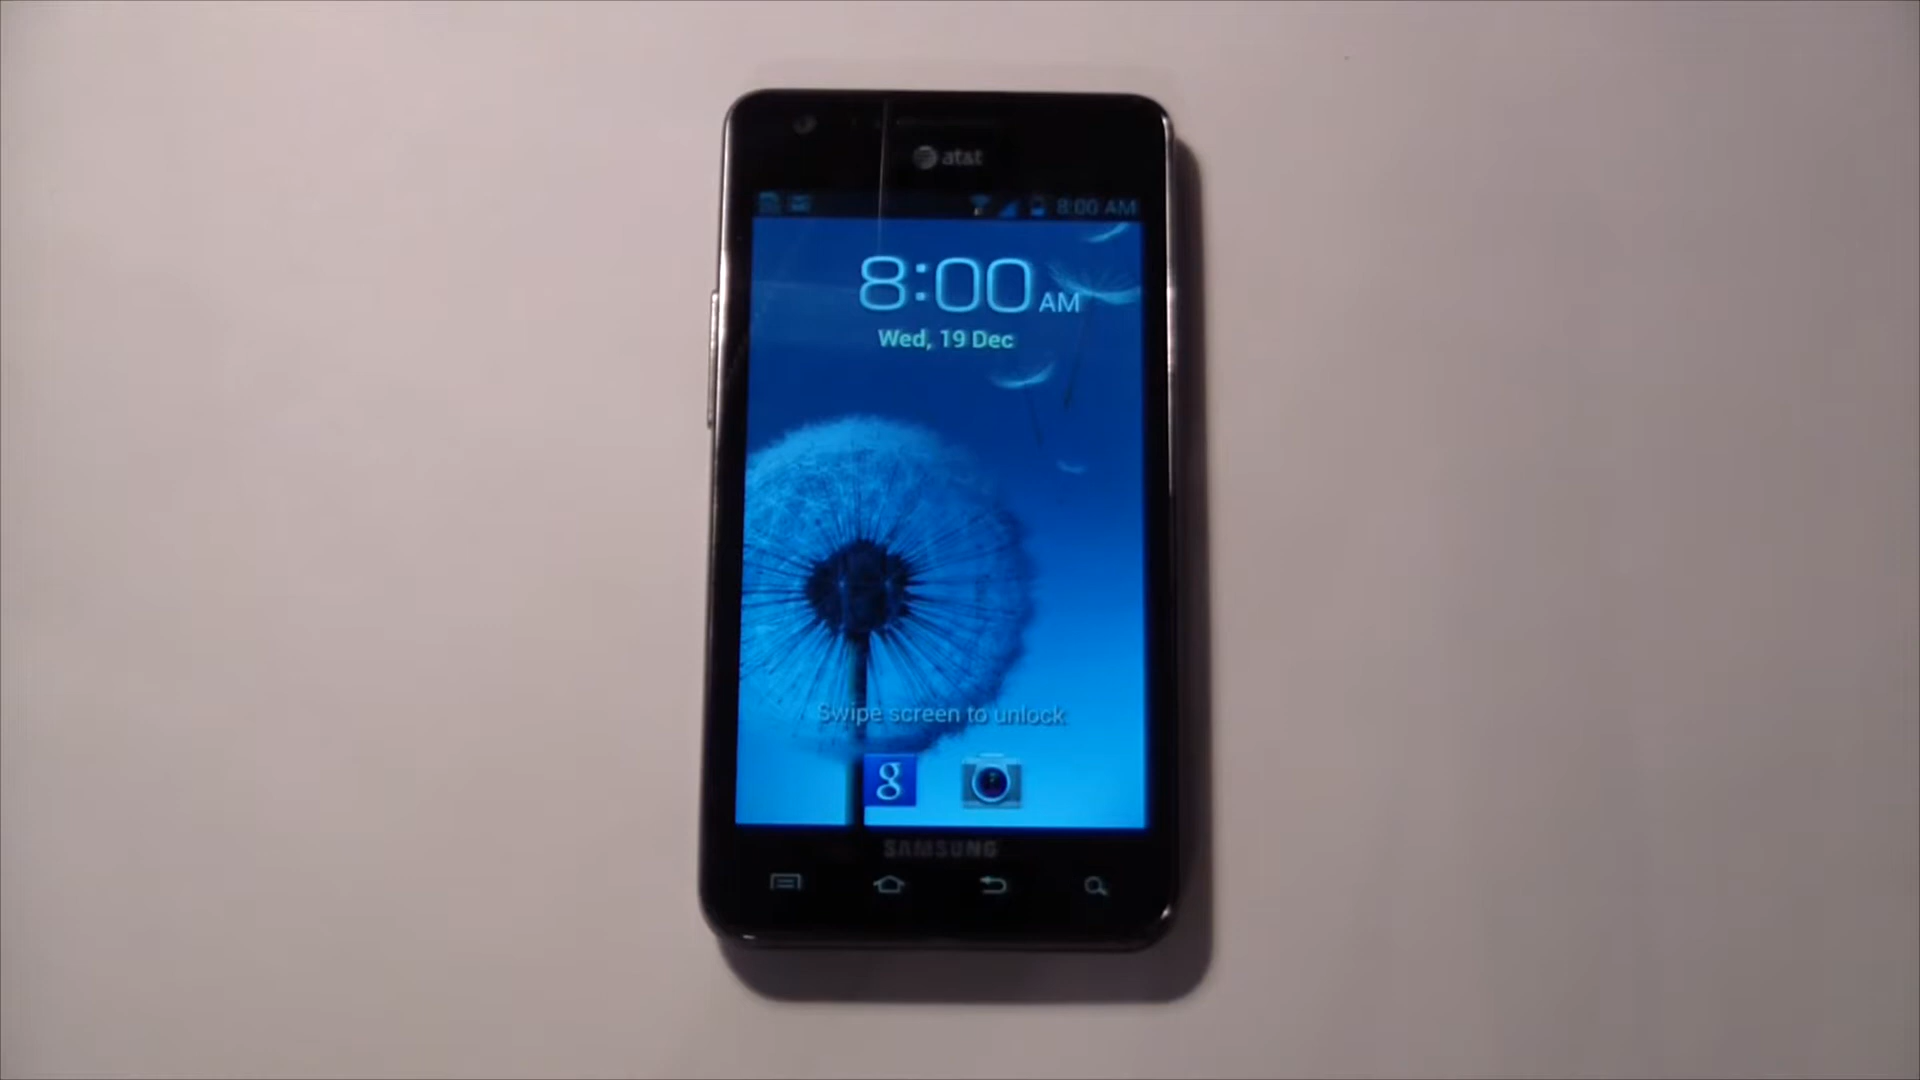 at&t
8:00 AM
8:00 AM
Wed, 19 Dec
Swipe screen to unlock
g
SAMSUNG